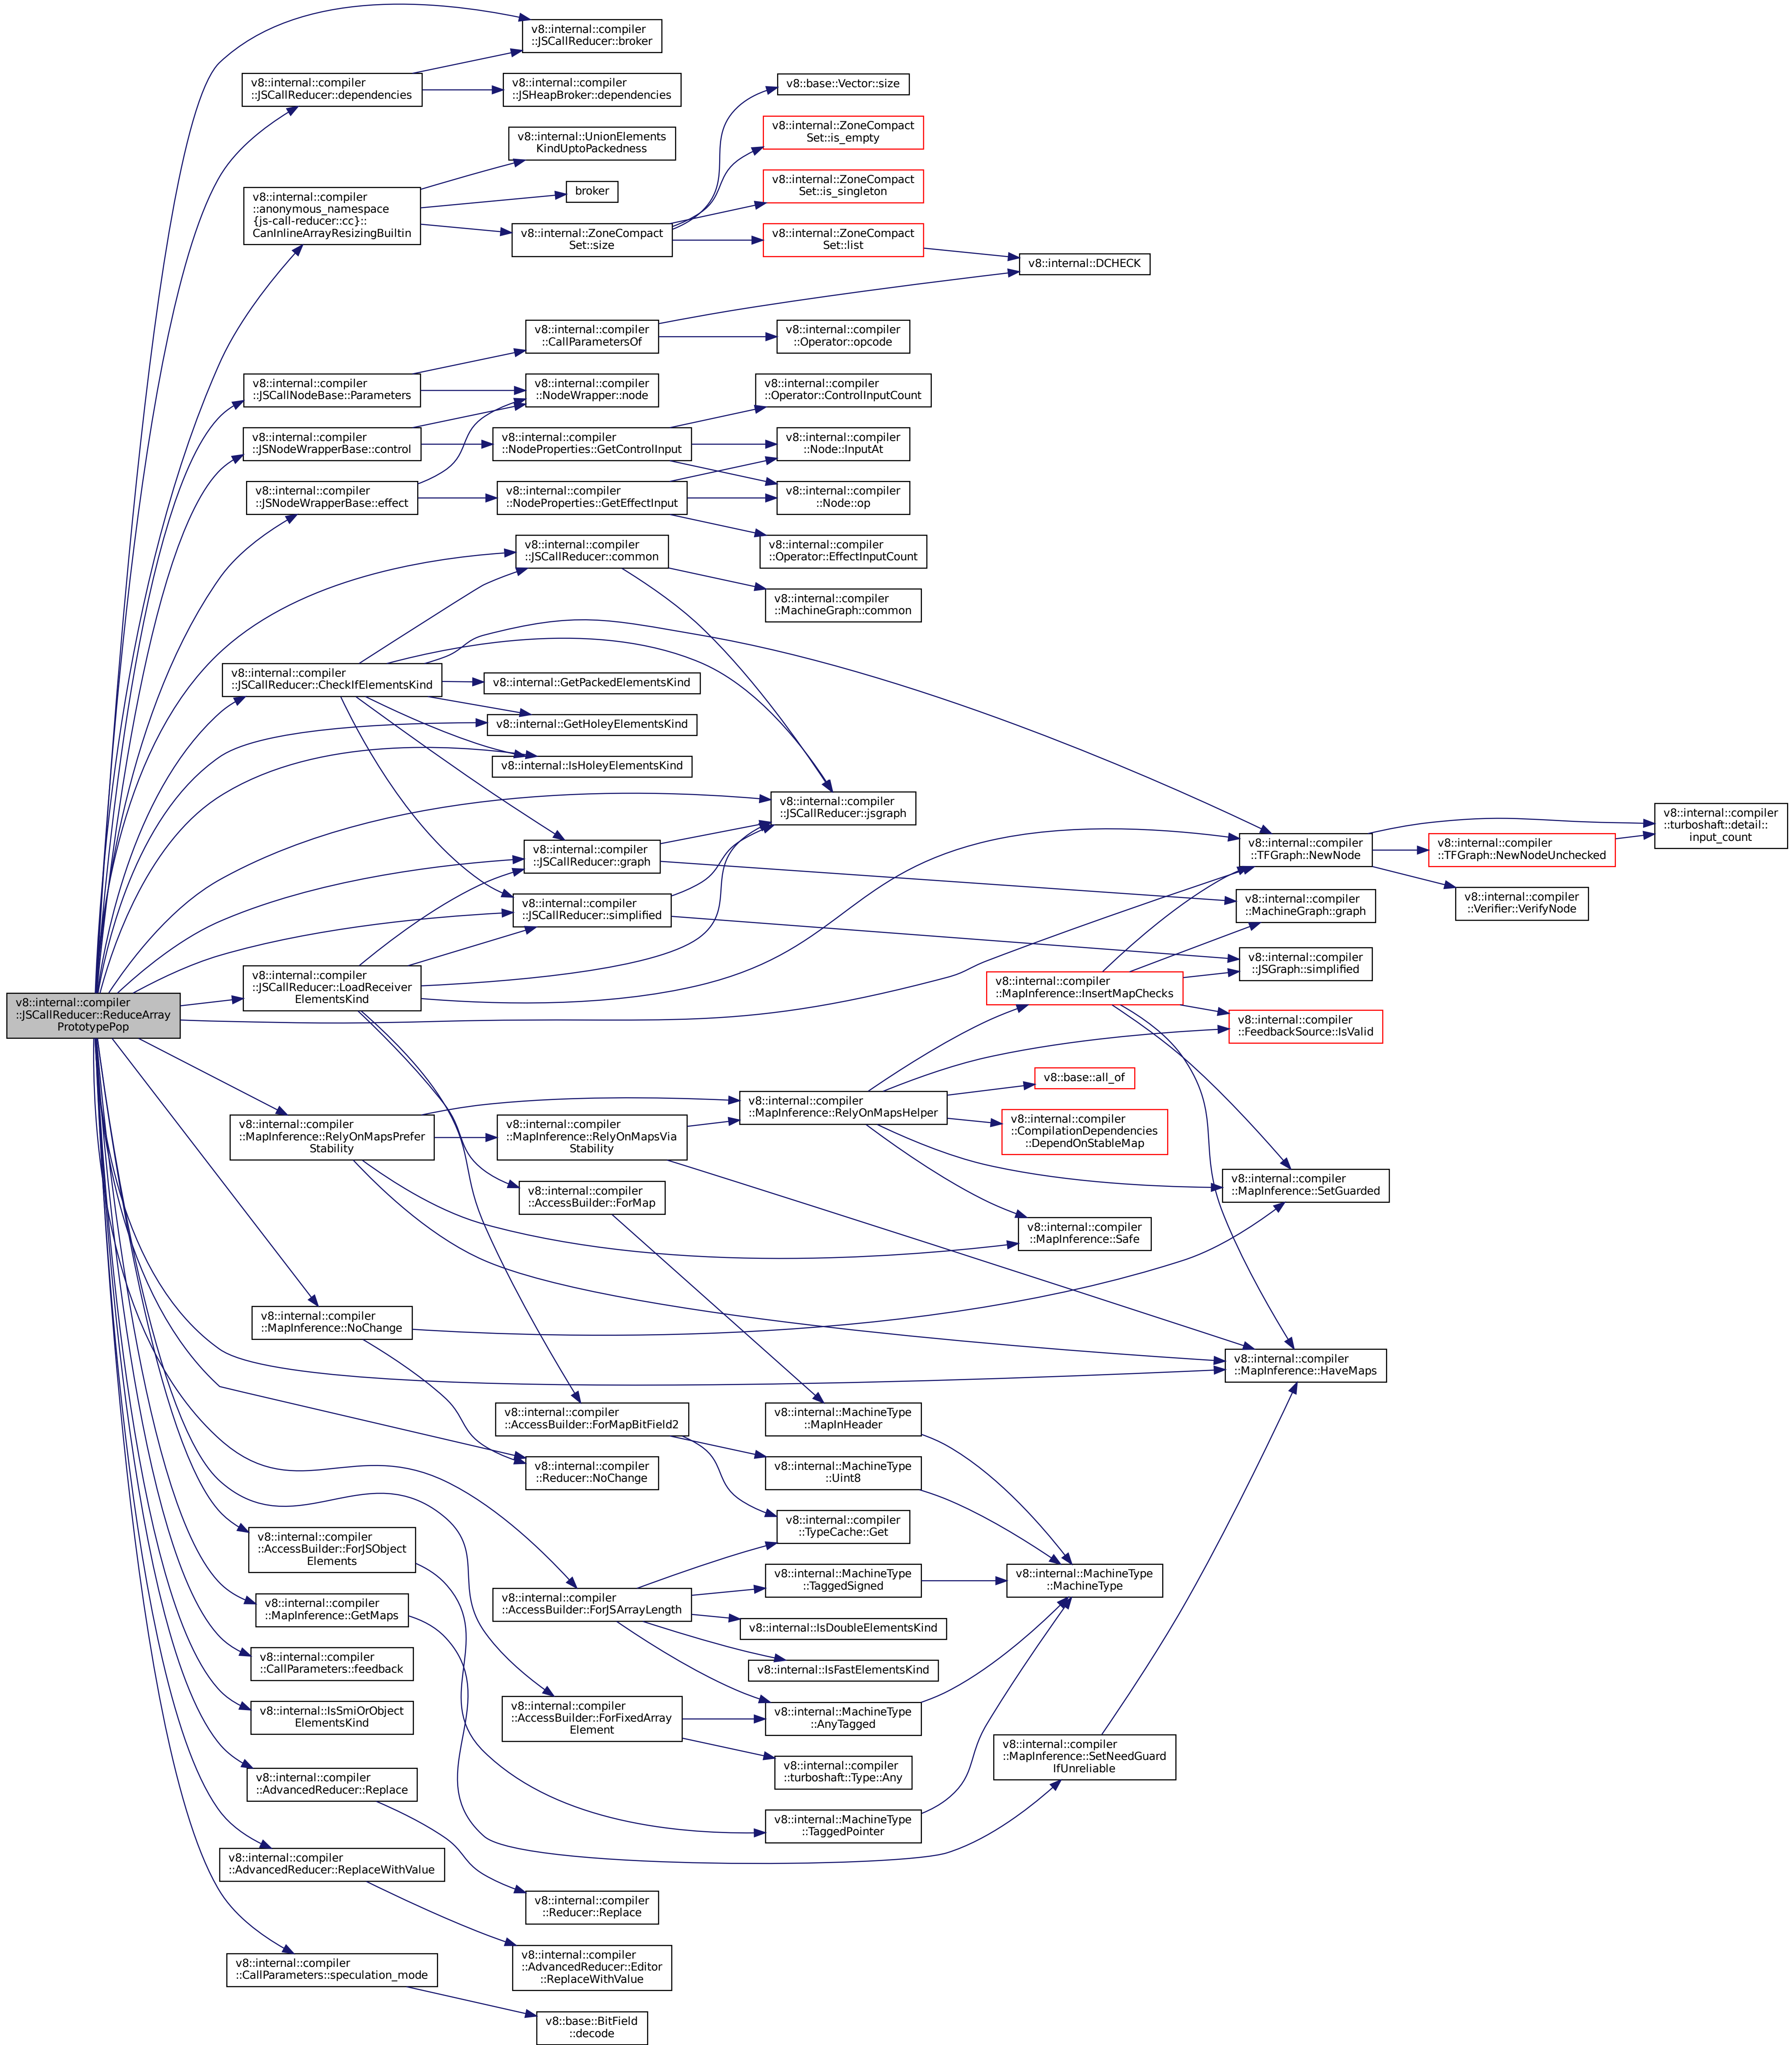 v8::internal::compiler
::JSCallReducer::broker
v8::internal::compiler
::JSCallReducer::dependencies
v8::internal::compiler
::JSHeapBroker::dependencies
v8::base::Vector::size
v8::internal::ZoneCompact
Set::is_empty
v8::internal::UnionElements
KindUptoPackedness
broker
v8::internal::ZoneCompact
Set::is_singleton
v8::internal::compiler
::anonymous_namespace
{js-call-reducer::cc}::
CanInlineArrayResizingBuiltin
v8::internal::ZoneCompact
Set::size
v8::internal::ZoneCompact
Set::list
v8::internal::DCHECK
v8::internal::compiler
::CallParametersOf
v8::internal::compiler
::Operator::opcode
v8::internal::compiler
::JSCallNodeBase::Parameters
v8::internal::compiler
::NodeWrapper::node
v8::internal::compiler
::Operator::ControlInputCount
v8::internal::compiler
::JSNodeWrapperBase::control
v8::internal::compiler
::NodeProperties::GetControlInput
v8::internal::compiler
::Node::InputAt
v8::internal::compiler
::JSNodeWrapperBase::effect
v8::internal::compiler
::NodeProperties::GetEffectInput
v8::internal::compiler
::Node::op
v8::internal::compiler
::JSCallReducer::common
v8::internal::compiler
::Operator::EffectInputCount
v8::internal::compiler
::MachineGraph::common
v8::internal::compiler
::JSCallReducer::CheckIfElementsKind
v8::internal::GetPackedElementsKind
v8::internal::GetHoleyElementsKind
v8::internal::IsHoleyElementsKind
v8::internal::compiler
::JSCallReducer::jsgraph
v8::internal::compiler
::JSCallReducer::graph
v8::internal::compiler
::TFGraph::NewNode
v8::internal::compiler
::TFGraph::NewNodeUnchecked
v8::internal::compiler
::turboshaft::detail::
input_count
v8::internal::compiler
::JSCallReducer::simplified
v8::internal::compiler
::MachineGraph::graph
v8::internal::compiler
::Verifier::VerifyNode
v8::internal::compiler
::JSCallReducer::LoadReceiver
ElementsKind
v8::internal::compiler
::JSGraph::simplified
v8::internal::compiler
::MapInference::InsertMapChecks
v8::internal::compiler
::JSCallReducer::ReduceArray
PrototypePop
v8::internal::compiler
::FeedbackSource::IsValid
v8::base::all_of
v8::internal::compiler
::MapInference::RelyOnMapsHelper
v8::internal::compiler
::CompilationDependencies
::DependOnStableMap
v8::internal::compiler
::MapInference::RelyOnMapsPrefer
Stability
v8::internal::compiler
::MapInference::RelyOnMapsVia
Stability
v8::internal::compiler
::MapInference::SetGuarded
v8::internal::compiler
::AccessBuilder::ForMap
v8::internal::compiler
::MapInference::Safe
v8::internal::compiler
::MapInference::NoChange
v8::internal::compiler
::MapInference::HaveMaps
v8::internal::compiler
::AccessBuilder::ForMapBitField2
v8::internal::MachineType
::MapInHeader
v8::internal::compiler
::Reducer::NoChange
v8::internal::MachineType
::Uint8
v8::internal::compiler
::TypeCache::Get
v8::internal::compiler
::AccessBuilder::ForJSObject
Elements
v8::internal::MachineType
::TaggedSigned
v8::internal::MachineType
::MachineType
v8::internal::compiler
::MapInference::GetMaps
v8::internal::compiler
::AccessBuilder::ForJSArrayLength
v8::internal::IsDoubleElementsKind
v8::internal::compiler
::CallParameters::feedback
v8::internal::IsFastElementsKind
v8::internal::IsSmiOrObject
ElementsKind
v8::internal::compiler
::AccessBuilder::ForFixedArray
Element
v8::internal::MachineType
::AnyTagged
v8::internal::compiler
::MapInference::SetNeedGuard
IfUnreliable
v8::internal::compiler
::AdvancedReducer::Replace
v8::internal::compiler
::turboshaft::Type::Any
v8::internal::MachineType
::TaggedPointer
v8::internal::compiler
::AdvancedReducer::ReplaceWithValue
v8::internal::compiler
::Reducer::Replace
v8::internal::compiler
::AdvancedReducer::Editor
::ReplaceWithValue
v8::internal::compiler
::CallParameters::speculation_mode
v8::base::BitField
::decode